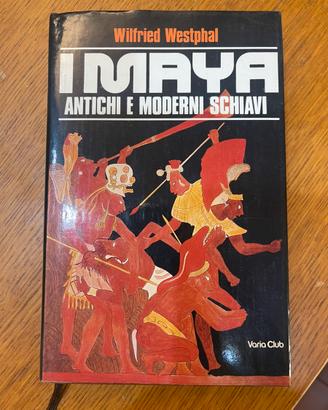 Wilfried Westphal
I MAYA
ANTICHI E MODERNI SCHIAVI
Varia Club